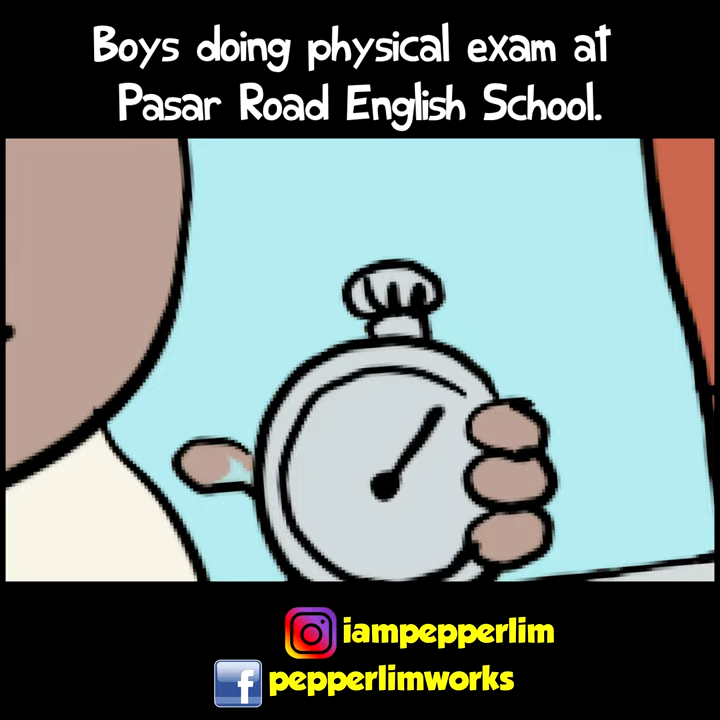 Boys doing physical exam at
Pasar Road English School.
iampepperlim
pepperlimworks